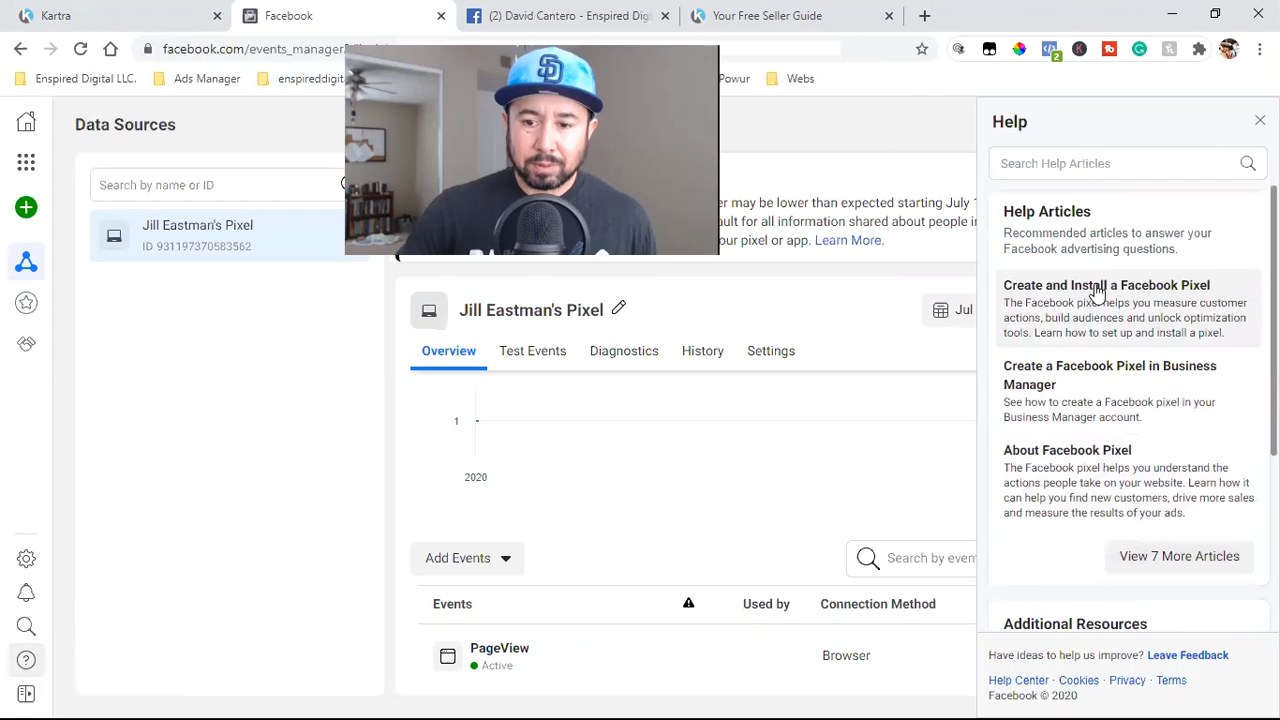 Kartra
Facebook
(2) David Cantero - Enspired Dig
Your Free Seller Guide
facebook.com/events_manager
2
Enspired Digital LLC.
Ads Manager
enspireddigit
Powur
Webs
Data Sources
Search by name or ID
Jill Eastman's Pixel
ID 931197370583562
er may be lower than expected starting July 1
ault for all information shared about people in
our pixel or app. Learn More.
Jill Eastman's Pixel
Jul
Overview
Test Events
Diagnostics
History
Settings
1
2020
Add Events
Search by even
Events
Used by
Connection Method
PageView
Active
Browser
Help
Search Help Articles
Help Articles
Recommended articles to answer your
Facebook advertising questions.
Create and Install a Facebook Pixel
The Facebook pixel helps you measure customer
actions, build audiences and unlock optimization
tools. Learn how to set up and install a pixel.
Create a Facebook Pixel in Business
Manager
See how to create a Facebook pixel in your
Business Manager account.
About Facebook Pixel
The Facebook pixel helps you understand the
actions people take on your website. Learn how it
can help you find new customers, drive more sales
and measure the results of your ads.
View 7 More Articles
Additional Resources
Have ideas to help us improve? Leave Feedback
Help Center · Cookies · Privacy · Terms
Facebook © 2020